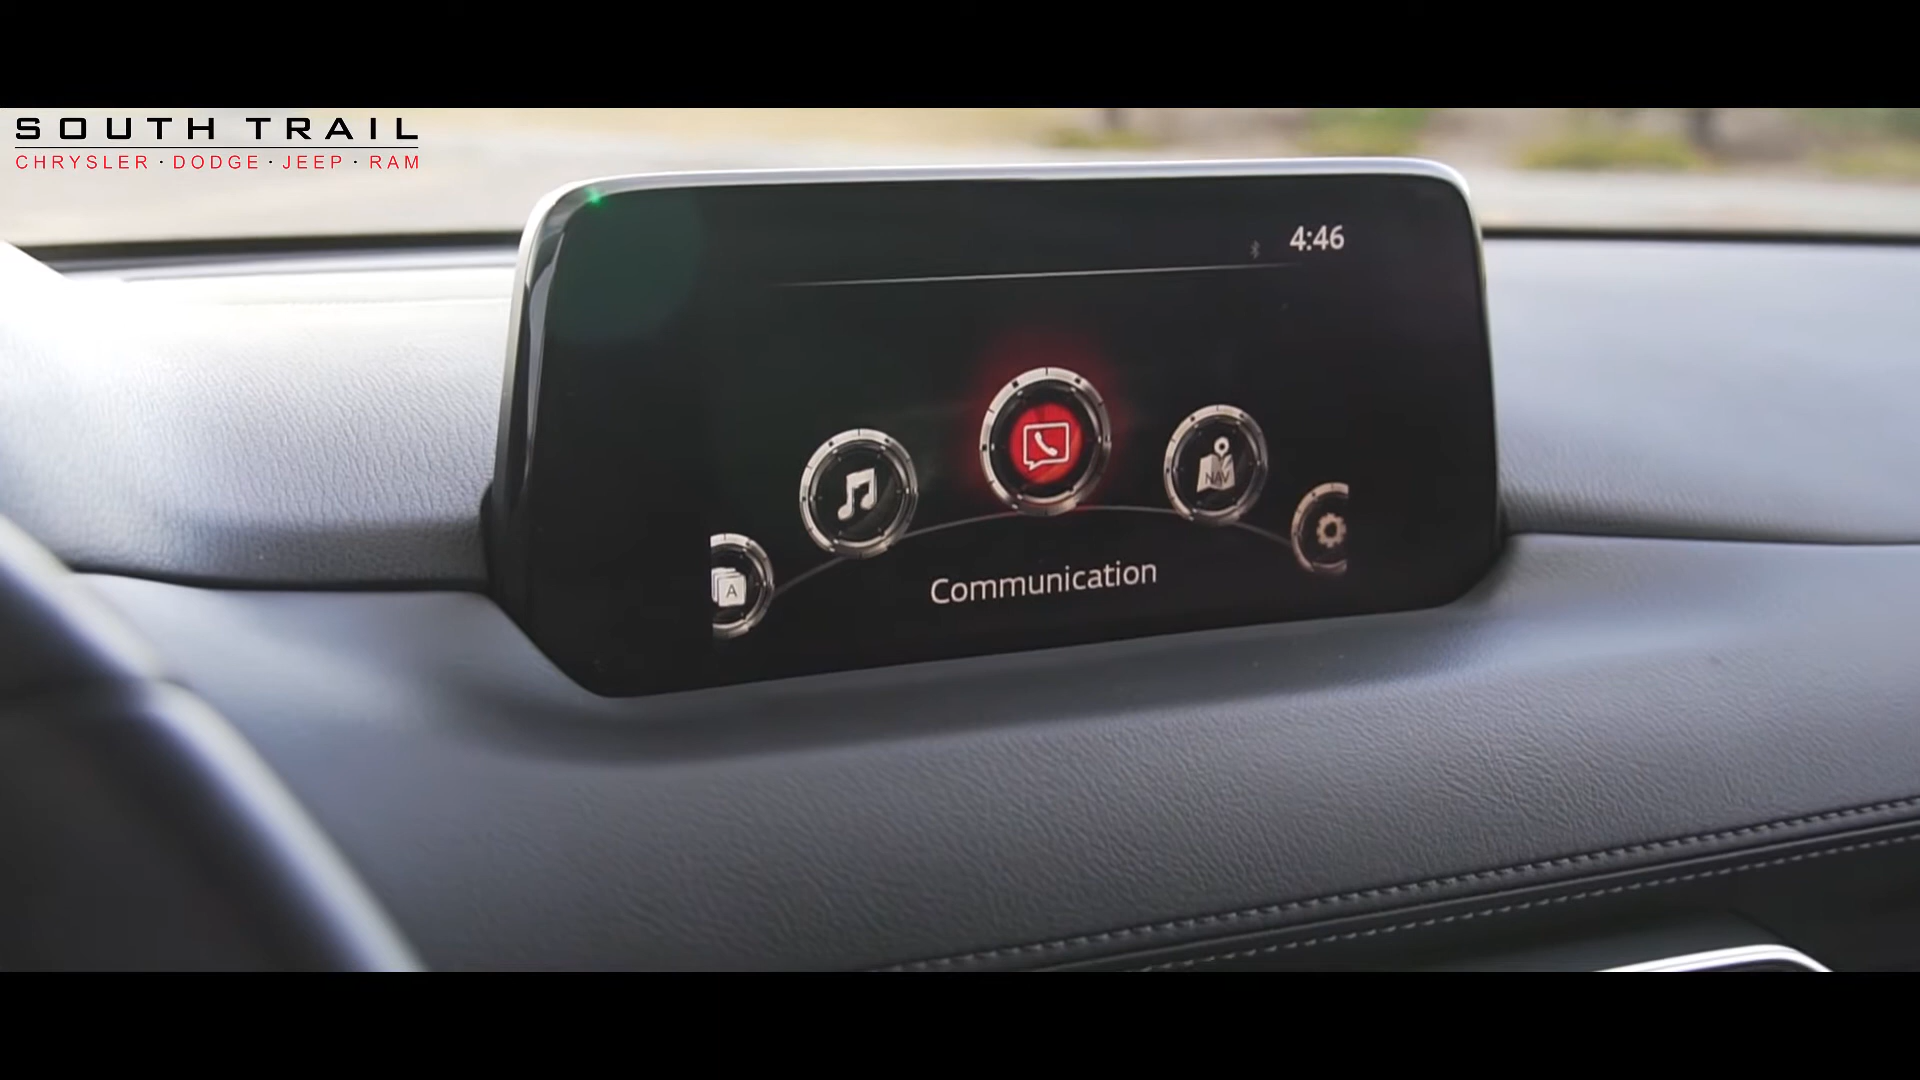 SOUTH TRAIL
CHRYSLER · DODGE · JEEP · RAM
4:46
NAV
A
Communication